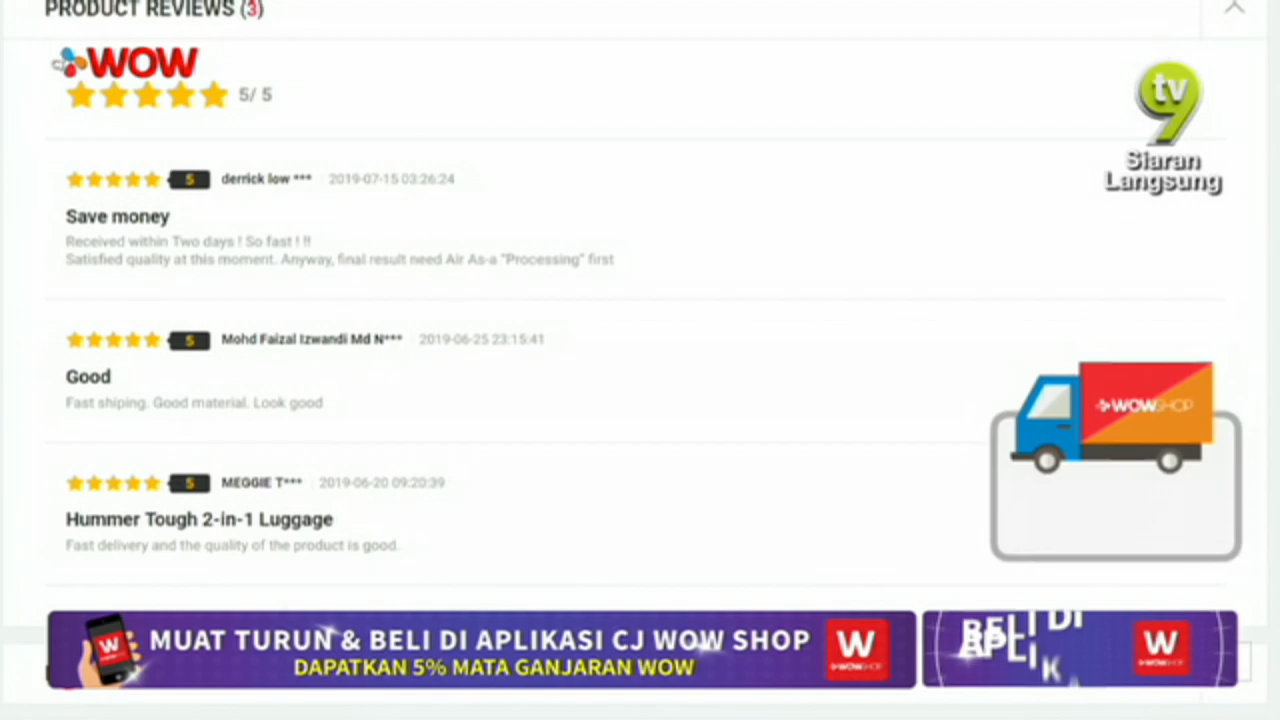 PRODUCT REVIEWS (3)
CJ WOW
5/ 5
tv9
Siaran
Langsung
5 derrick low *** 2019-07-15 03:26:24
Save money
Received within Two days ! So fast ! !!
Satisfied quality at this moment. Anyway, final result need Air As-a "Processing" first
5 Mohd Faizal Izwandi Md N*** 2019-06-25 23:15:41
Good
Fast shiping. Good material. Look good
WOWSHOP
5 MEGGIE T*** 2019-06-20 09:20:39
Hummer Tough 2-in-1 Luggage
Fast delivery and the quality of the product is good.
MUAT TURUN & BELI DI APLIKASI CJ WOW SHOP
DAPATKAN 5% MATA GANJARAN WOW
W
WOWSHOP
BELI DI
APLIK
W
WOWSHOP